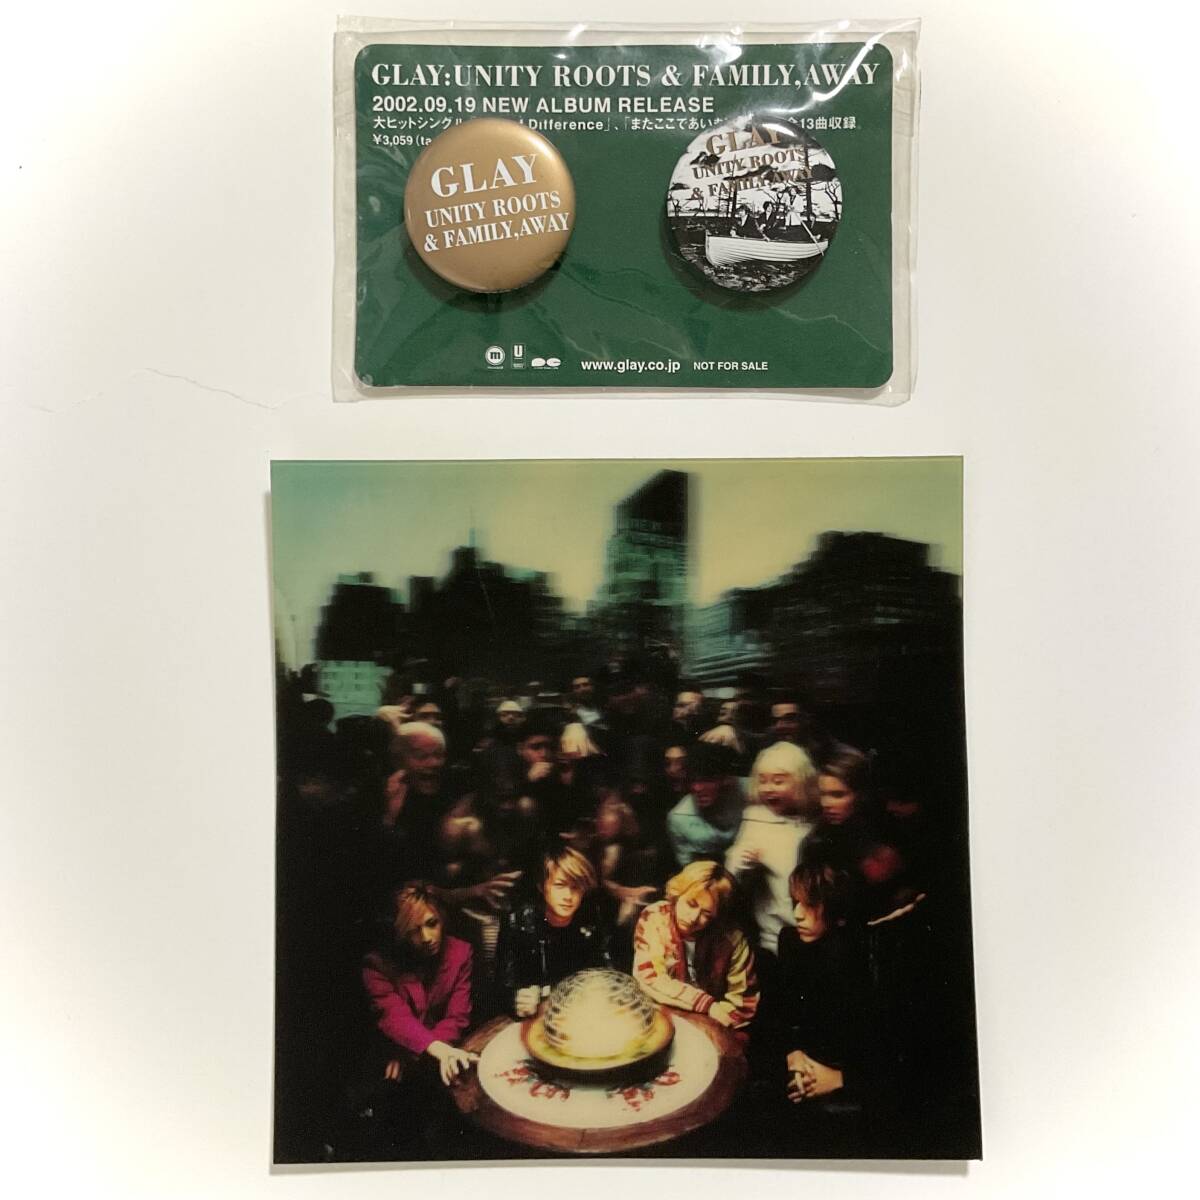 GLAY:UNITY ROOTS & FAMILY,AWAY
2002.09.19 NEW ALBUM RELEASE
大ヒットシングル Difference」、「またここであいま 13曲収録。
¥3,059(ta
GLAY
UNITY ROOTS
& FAMILY,AWAY
GLAY
UNITY ROOTS
& FAMILY,AWAY
m
U
www.glay.co.jp NOT FOR SALE